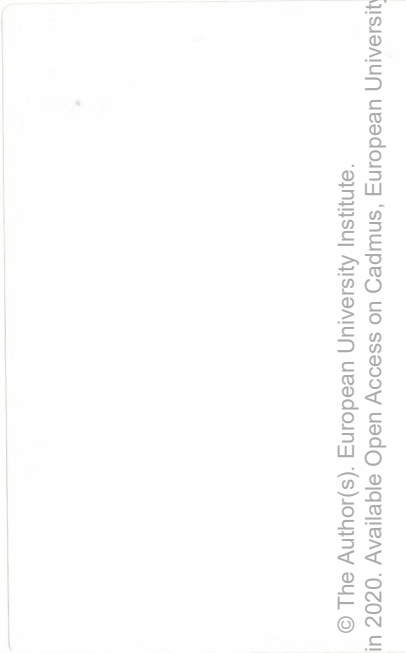 © The Author(s). European University Institute.
in 2020. Available Open Access on Cadmus, European University